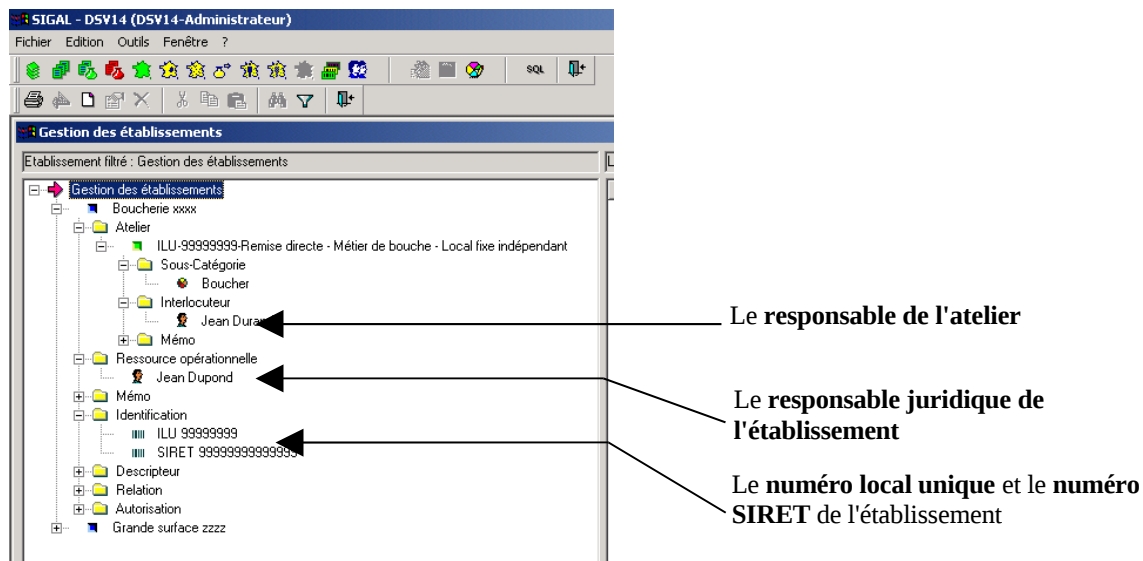 SIGAL - DSV14 (DSV14-Administrateur)
Fichier Edition Outils Fenêtre ?
SQL
Gestion des établissements
Etablissement filtré : Gestion des établissements
Gestion des établissements
Boucherie xxxx
Atelier
ILU-99999999-Remise directe - Métier de bouche - Local fixe indépendant
Sous-Catégorie
Boucher
Interlocuteur
Jean Duran
Mémo
Ressource opérationnelle
Jean Dupond
Mémo
Identification
ILU 99999999
SIRET 99999999999999
Descripteur
Relation
Autorisation
Grande surface zzzz
Le responsable de l'atelier
Le responsable juridique de
l'établissement
Le numéro local unique et le numéro
SIRET de l'établissement